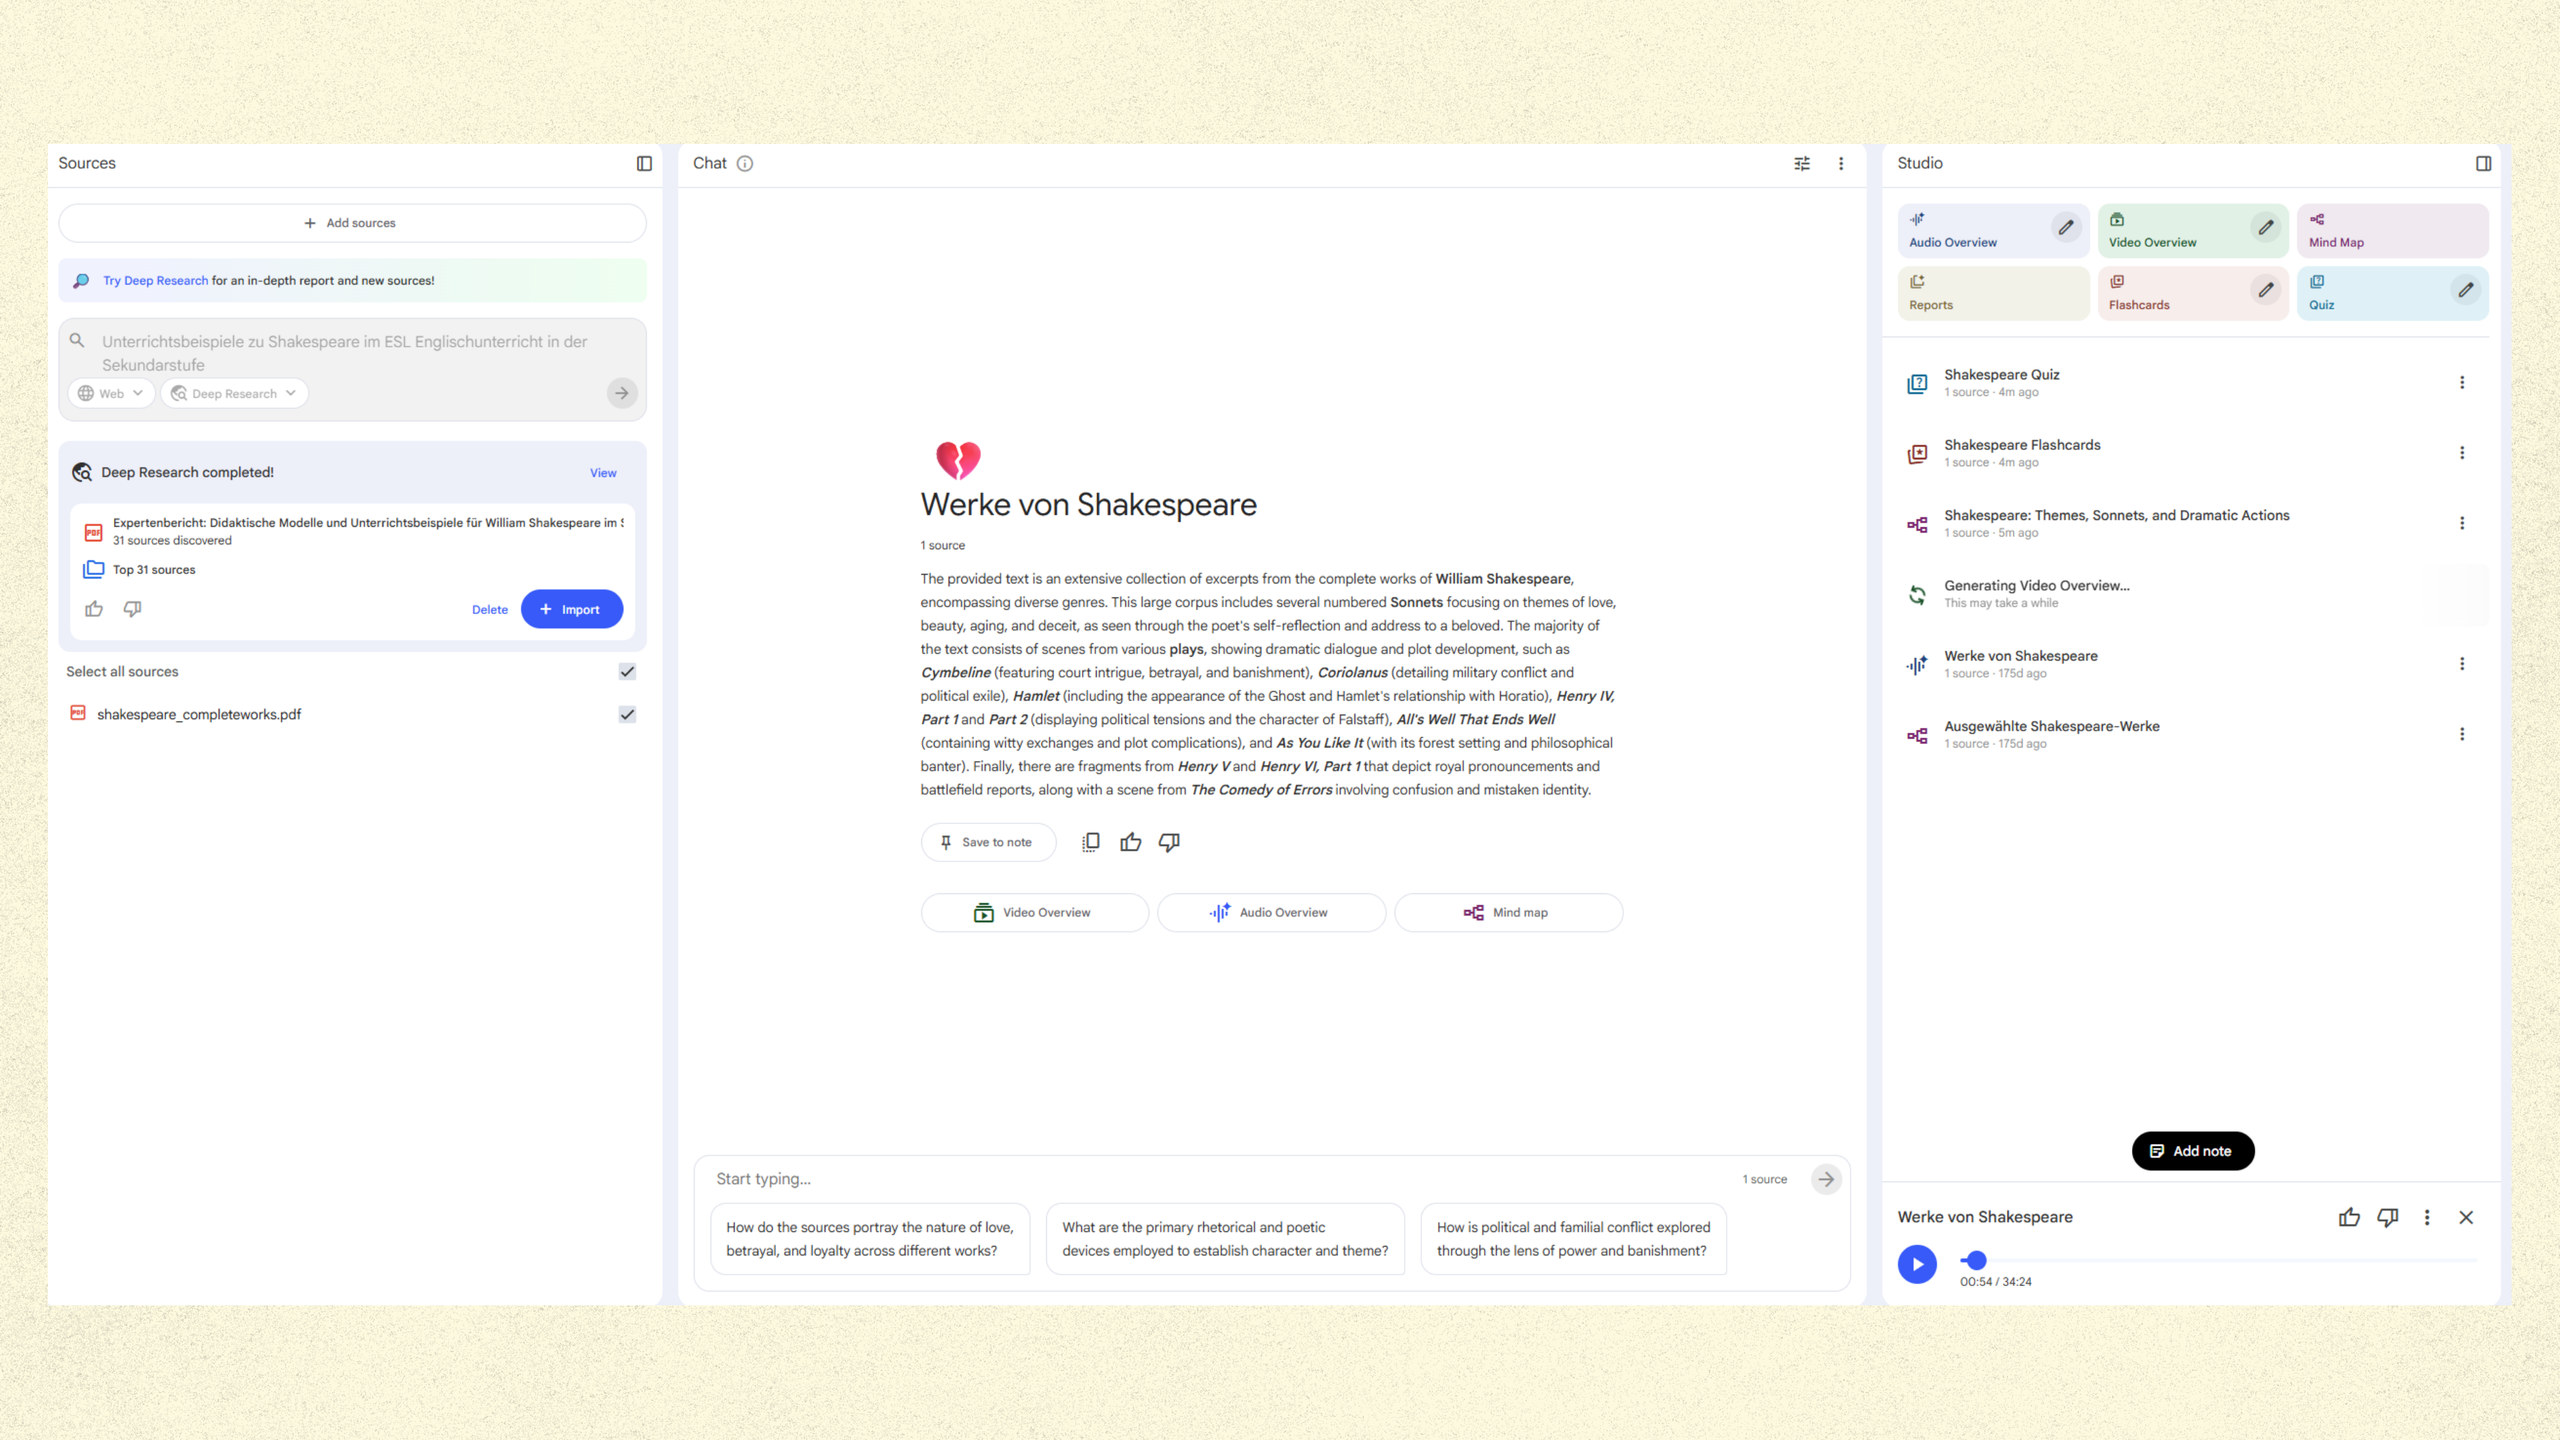 Sources
Add sources
Try Deep Research for an in-depth report and new sources!
Unterrichtsbeispiele zu Shakespeare im ESL Englischunterricht in der
Sekundarstufe
Web
Deep Research
Deep Research completed!
View
PDF
Expertenbericht: Didaktische Modelle und Unterrichtsbeispiele für William Shakespeare im
31 sources discovered
Top 31 sources
Delete
Import
Select all sources
PDF
shakespeare_completeworks.pdf
Chat
Werke von Shakespeare
1 source
The provided text is an extensive collection of excerpts from the complete works of William Shakespeare,
encompassing diverse genres. This large corpus includes several numbered Sonnets focusing on themes of love,
beauty, aging, and deceit, as seen through the poet's self-reflection and address to a beloved. The majority of
the text consists of scenes from various plays, showing dramatic dialogue and plot development, such as
Cymbeline (featuring court intrigue, betrayal, and banishment), Coriolanus (detailing military conflict and
political exile), Hamlet (including the appearance of the Ghost and Hamlet's relationship with Horatio), Henry IV,
Part 1 and Part 2 (displaying political tensions and the character of Falstaff), All's Well That Ends Well
(containing witty exchanges and plot complications), and As You Like It (with its forest setting and philosophical
banter). Finally, there are fragments from Henry V and Henry VI, Part 1 that depict royal pronouncements and
battlefield reports, along with a scene from The Comedy of Errors involving confusion and mistaken identity.
Save to note
Video Overview
Audio Overview
Mind map
Start typing...
1 source
How do the sources portray the nature of love,
betrayal, and loyalty across different works?
What are the primary rhetorical and poetic
devices employed to establish character and theme?
How is political and familial conflict explored
through the lens of power and banishment?
Studio
Audio Overview
Video Overview
Mind Map
Reports
Flashcards
Quiz
Shakespeare Quiz
1 source · 4m ago
Shakespeare Flashcards
1 source · 4m ago
Shakespeare: Themes, Sonnets, and Dramatic Actions
1 source · 5m ago
Generating Video Overview...
This may take a while
Werke von Shakespeare
1 source · 175d ago
Ausgewählte Shakespeare-Werke
1 source · 175d ago
Add note
Werke von Shakespeare
00:54 / 34:24